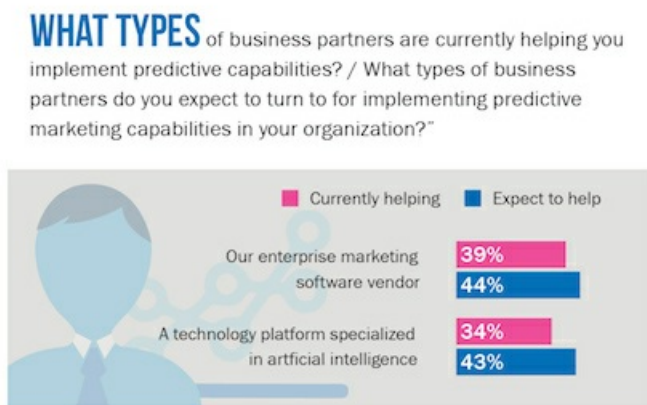 WHAT TYPES of business partners are currently helping you
implement predictive capabilities? / What types of business
partners do you expect to turn to for implementing predictive
marketing capabilities in your organization?”
Currently helping Expect to help
Our enterprise marketing
software vendor
39%
44%
A technology platform specialized
in artficial intelligence
34%
43%